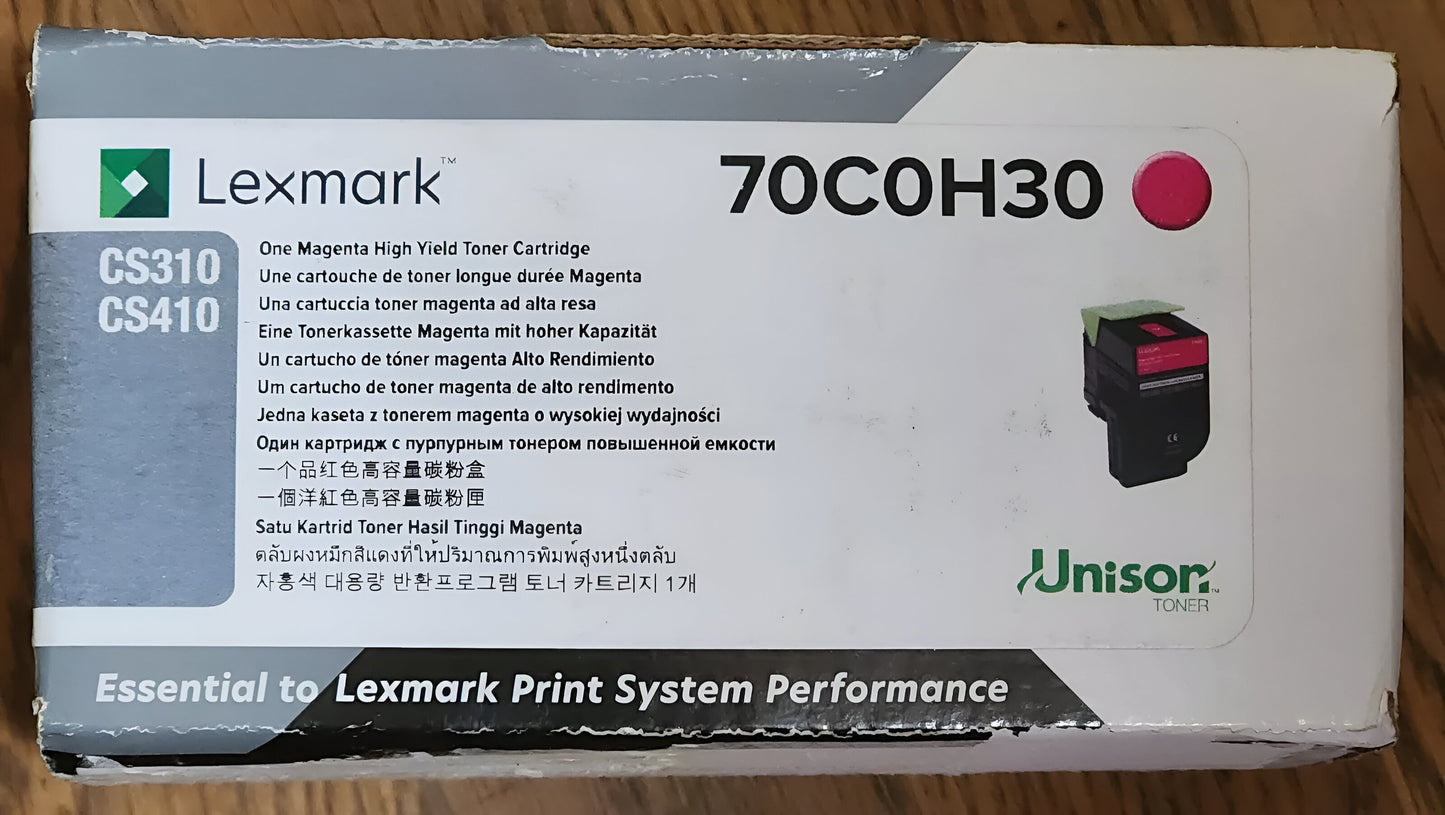 Lexmark™
70C0H30
CS310
CS410
One Magenta High Yield Toner Cartridge
Une cartouche de toner longue durée Magenta
Una cartuccia toner magenta ad alta resa
Eine Tonerkassette Magenta mit hoher Kapazität
Un cartucho de tóner magenta Alto Rendimiento
Um cartucho de toner magenta de alto rendimento
Jedna kaseta z tonerem magenta o wysokiej wydajności
Один картридж с пурпурным тонером повышенной емкости
一个品红色高容量碳粉盒
一個洋紅色高容量碳粉匣
Satu Kartrid Toner Hasil Tinggi Magenta
ตลับผงหมึกสีแดงที่ให้ปริมาณการพิมพ์สูงหนึ่งตลับ
자홍색 대용량 반환프로그램 토너 카트리지 1개
CE
Unison™
TONER
Essential to Lexmark Print System Performance